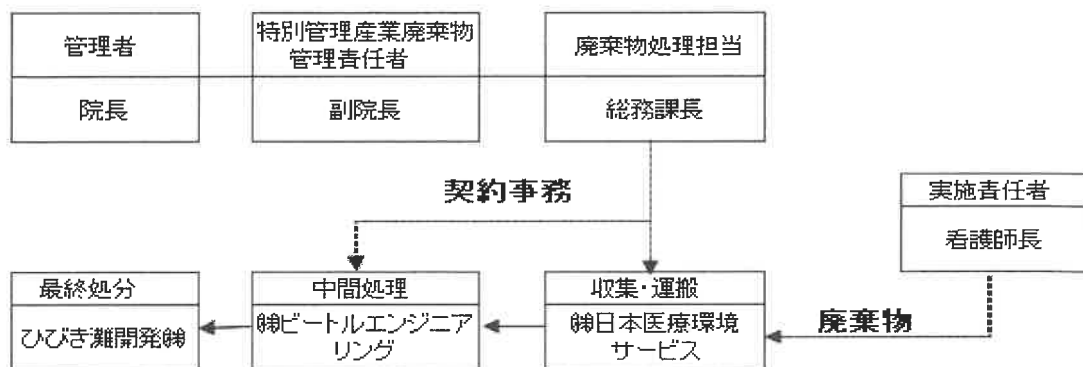 管理者
院長
特別管理産業廃棄物
管理責任者
副院長
廃棄物処理担当
総務課長
契約事務
実施責任者
看護師長
最終処分
ひびき灘開発㈱
中間処理
㈱ビートルエンジニア
リング
収集・運搬
㈱日本医療環境
サービス
廃棄物